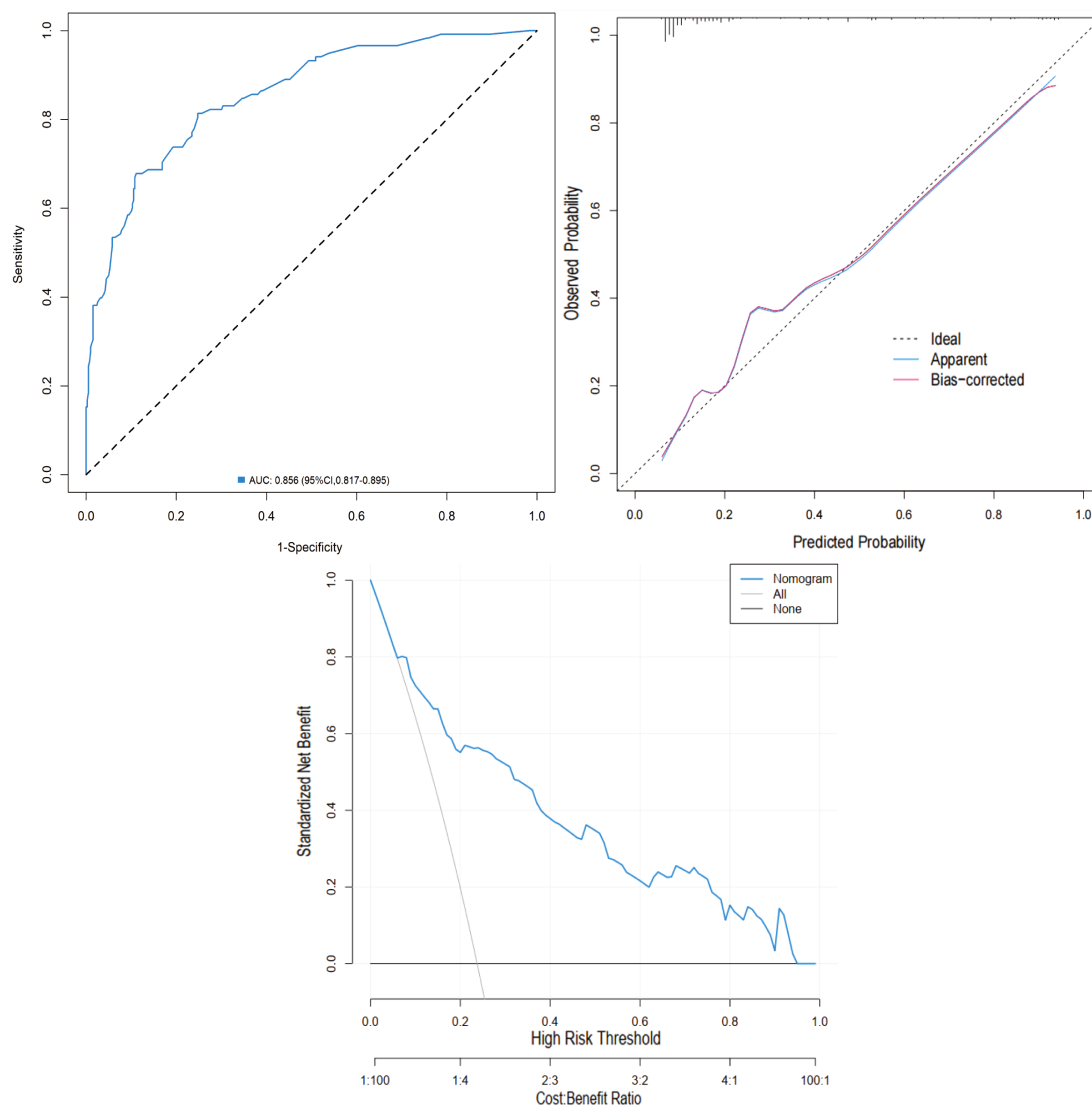 1.0
0.8
0.6
0.4
0.2
0.0
Sensitivity
AUC: 0.856 (95%CI,0.817-0.895)
0.0 0.2 0.4 0.6 0.8 1.0
1-Specificity
1.0
0.8
0.6
0.4
0.2
0.0
Observed Probability
Ideal
Apparent
Bias-corrected
0.0 0.2 0.4 0.6 0.8 1.0
Predicted Probability
Nomogram
All
None
1.0
0.8
0.6
0.4
0.2
0.0
Standardized Net Benefit
0.0 0.2 0.4 0.6 0.8 1.0
High Risk Threshold
1:100 1:4 2:3 3:2 4:1 100:1
Cost:Benefit Ratio